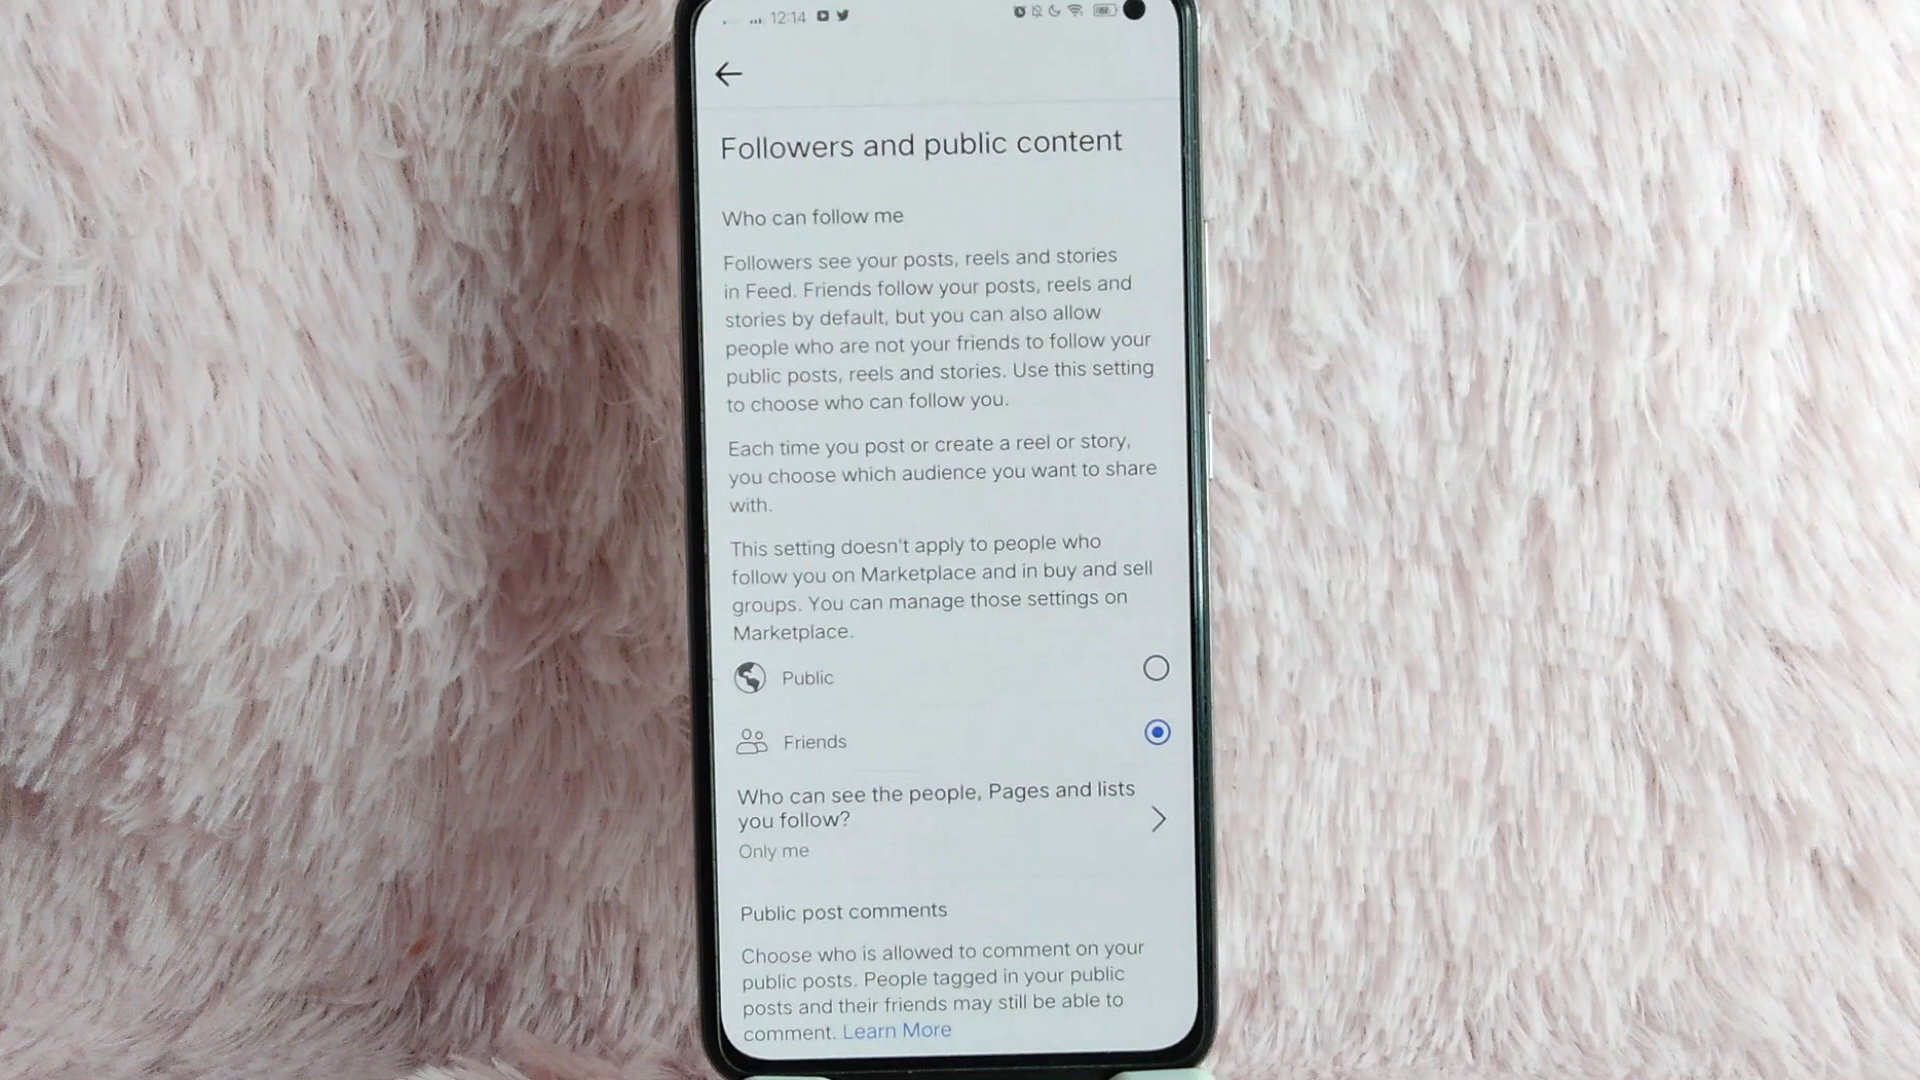 12:14
Followers and public content
Who can follow me
Followers see your posts, reels and stories
in Feed. Friends follow your posts, reels and
stories by default, but you can also allow
people who are not your friends to follow your
public posts, reels and stories. Use this setting
to choose who can follow you.
Each time you post or create a reel or story,
you choose which audience you want to share
with.
This setting doesn't apply to people who
follow you on Marketplace and in buy and sell
groups. You can manage those settings on
Marketplace.
Public
Friends
Who can see the people, Pages and lists
you follow?
Only me
Public post comments
Choose who is allowed to comment on your
public posts. People tagged in your public
posts and their friends may still be able to
comment. Learn More